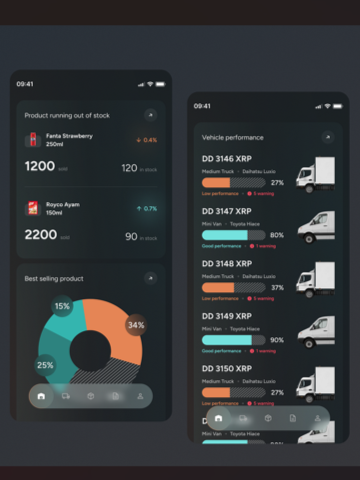 09:41
Product running out of stock
Fanta Strawberry
250ml
0.4%
1200 sold
120 in stock
Royco Ayam
150ml
0.7%
2200 sold
90 in stock
Best selling product
15%
34%
25%
09:41
Vehicle performance
DD 3146 XRP
Medium Truck • Daihatsu Luxio
27%
Low performance • 5 warning
DD 3147 XRP
Mini Van • Toyota Hiace
80%
Good performance • 1 warning
DD 3148 XRP
Medium Truck • Daihatsu Luxio
37%
Low performance • 5 warning
DD 3149 XRP
Mini Van • Toyota Hiace
90%
Good performance • 1 warning
DD 3150 XRP
Medium Truck • Daihatsu Luxio
27%
Low performance • 5 warning
Mini Van • Toyota Hiace